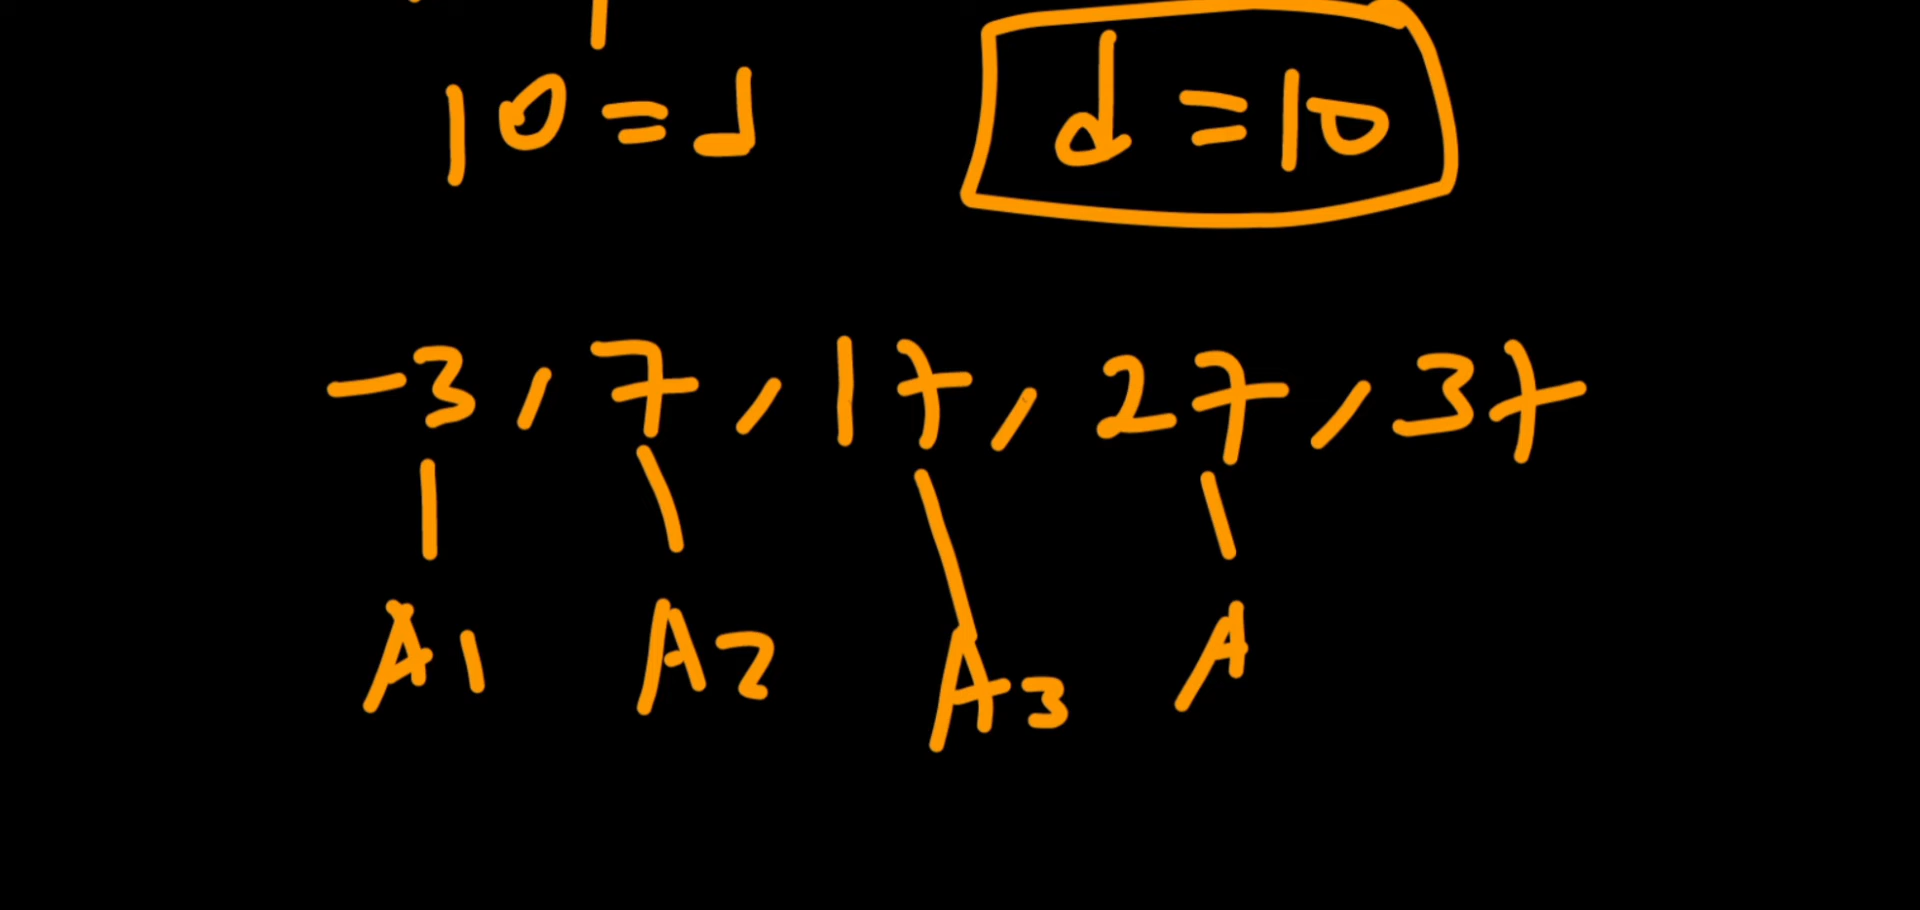 10 = d
d = 10
-3, 7, 17, 27, 37
A1 A2 A3 A